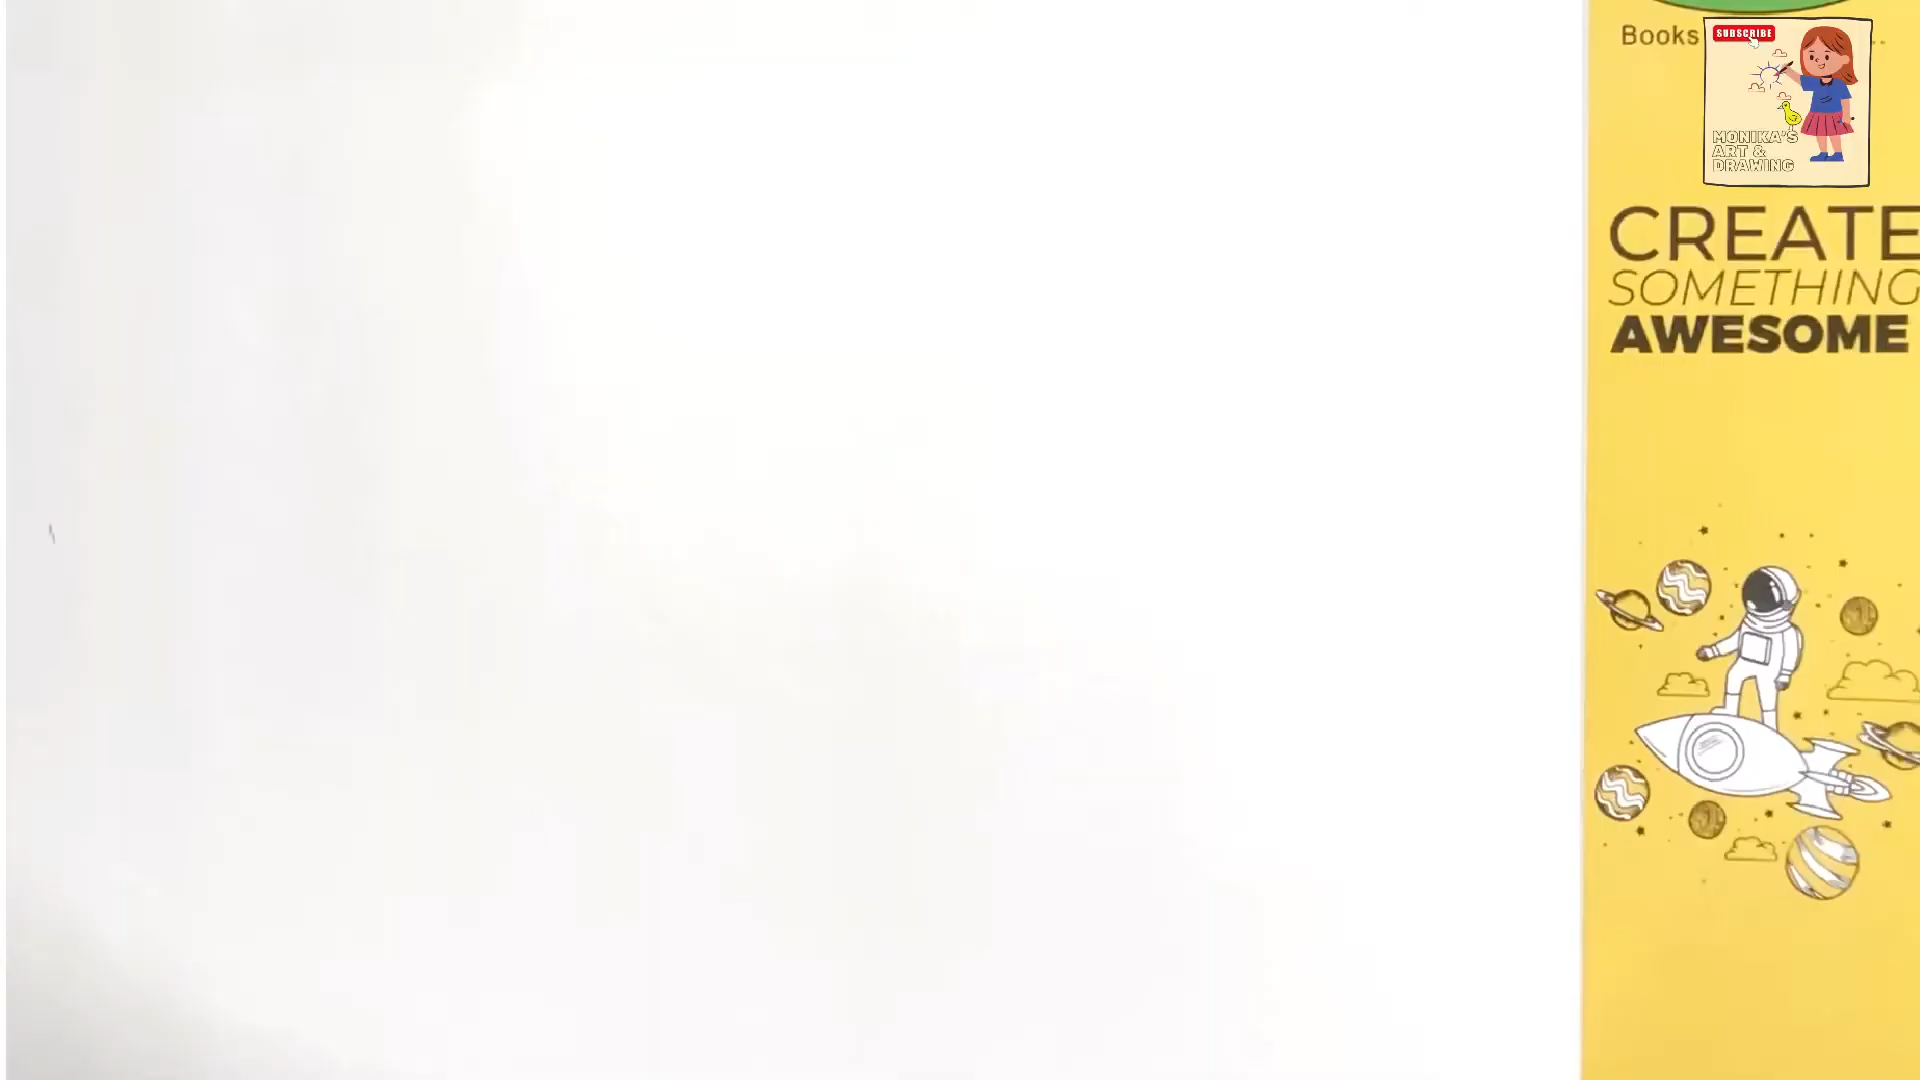 Books
SUBSCRIBE
MONIKA'S
ART &
DRAWING
CREATE
SOMETHING
AWESOME